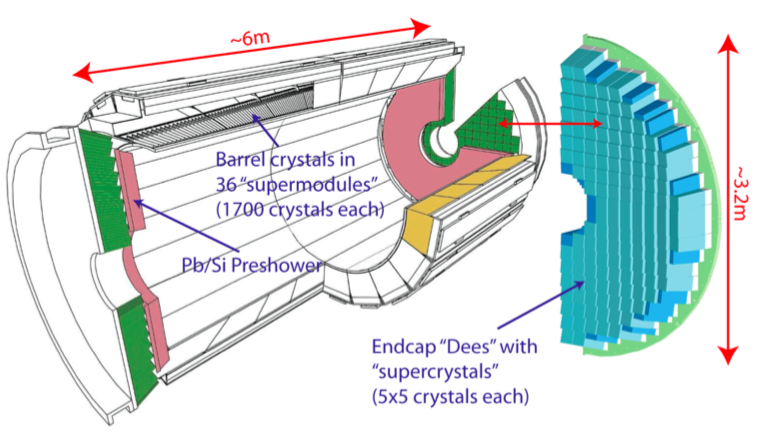 ~6m
Barrel crystals in
36 “supermodules”
(1700 crystals each)
Pb/Si Preshower
~3.2m
Endcap “Dees” with
“supercrystals”
(5x5 crystals each)